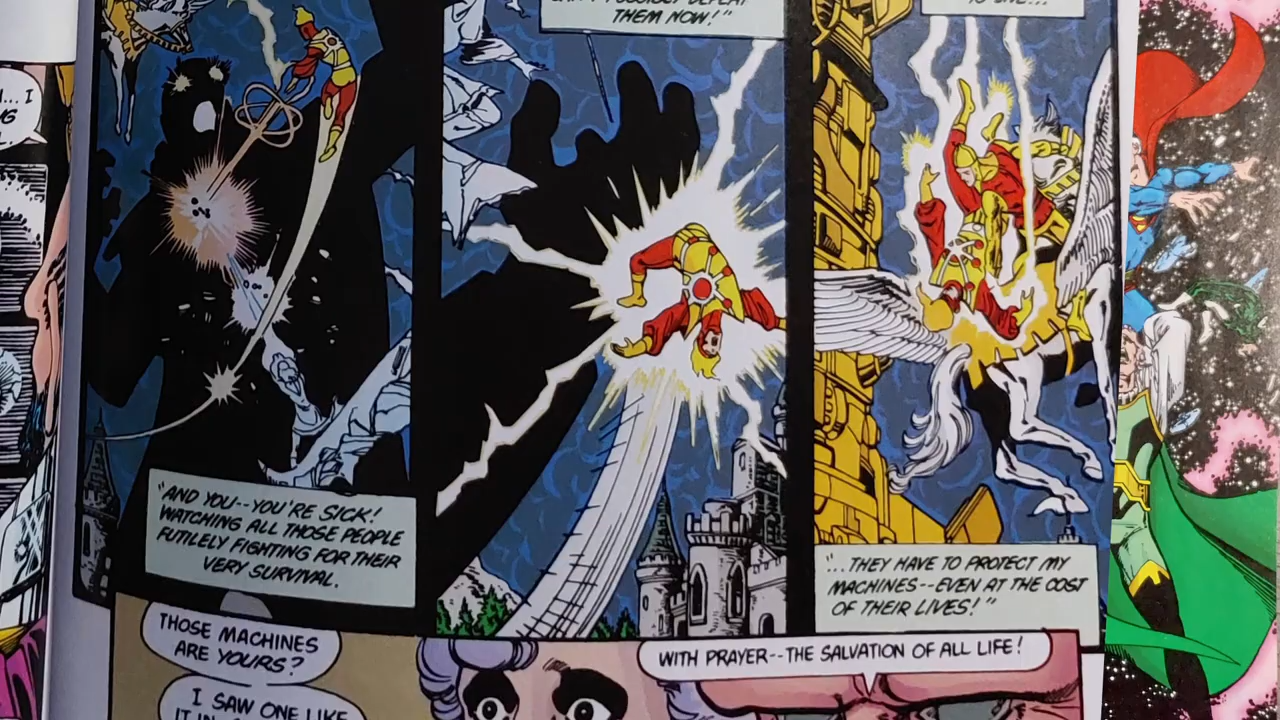 I
THEM NOW!"
"AND YOU--YOU'RE SICK!
WATCHING ALL THOSE PEOPLE
FUTILELY FIGHTING FOR THEIR
VERY SURVIVAL.
"...THEY HAVE TO PROTECT MY
MACHINES--EVEN AT THE COST
OF THEIR LIVES!"
THOSE MACHINES
ARE YOURS?
I SAW ONE LIKE
WITH PRAYER--THE SALVATION OF ALL LIFE!